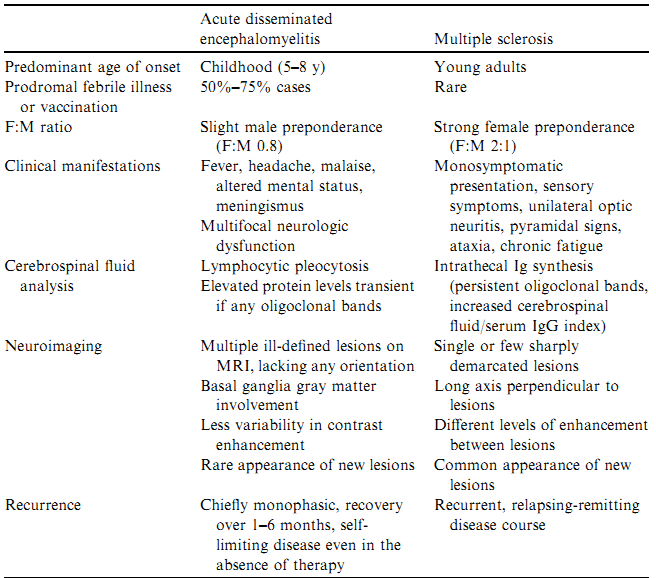 Acute disseminated
encephalomyelitis
Multiple sclerosis
Predominant age of onset
Childhood (5–8 y)
Young adults
Prodromal febrile illness
or vaccination
50%–75% cases
Rare
F:M ratio
Slight male preponderance
(F:M 0.8)
Strong female preponderance
(F:M 2:1)
Clinical manifestations
Fever, headache, malaise,
altered mental status,
meningismus
Multifocal neurologic
dysfunction
Monosymptomatic
presentation, sensory
symptoms, unilateral optic
neuritis, pyramidal signs,
ataxia, chronic fatigue
Cerebrospinal fluid
analysis
Lymphocytic pleocytosis
Elevated protein levels transient
if any oligoclonal bands
Intrathecal Ig synthesis
(persistent oligoclonal bands,
increased cerebrospinal
fluid/serum IgG index)
Neuroimaging
Multiple ill-defined lesions on
MRI, lacking any orientation
Basal ganglia gray matter
involvement
Less variability in contrast
enhancement
Rare appearance of new lesions
Single or few sharply
demarcated lesions
Long axis perpendicular to
lesions
Different levels of enhancement
between lesions
Common appearance of new
lesions
Recurrence
Chiefly monophasic, recovery
over 1–6 months, self-
limiting disease even in the
absence of therapy
Recurrent, relapsing-remitting
disease course